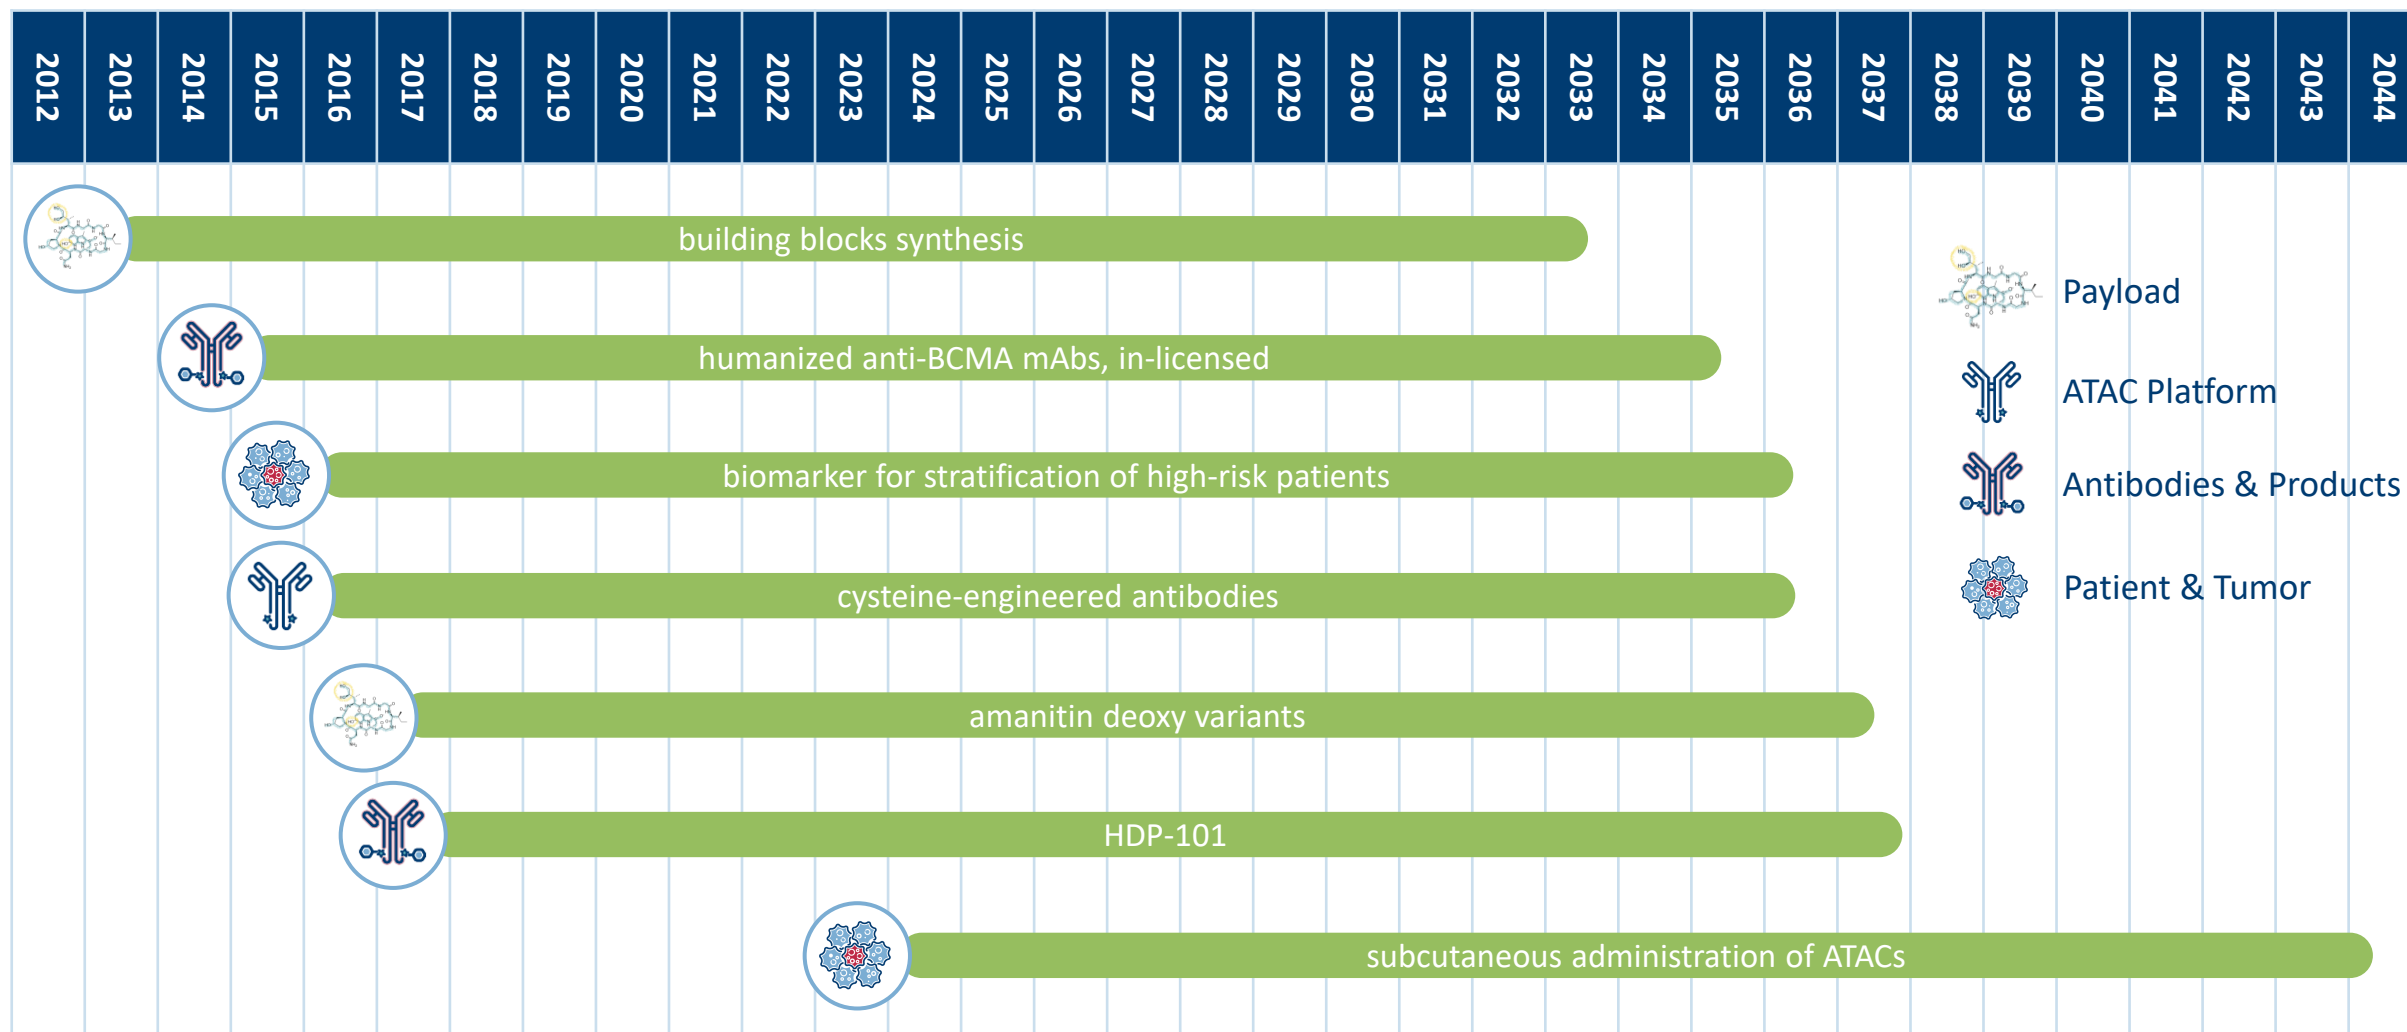 2012 2013 2014 2015 2016 2017 2018 2019 2020 2021 2022 2023 2024 2025 2026 2027 2028 2029 2030 2031 2032 2033 2034 2035 2036 2037 2038 2039 2040 2041 2042 2043 2044
building blocks synthesis
Payload
humanized anti-BCMA mAbs, in-licensed
ATAC Platform
biomarker for stratification of high-risk patients
Antibodies & Products
cysteine-engineered antibodies
Patient & Tumor
amanitin deoxy variants
HDP-101
subcutaneous administration of ATACs